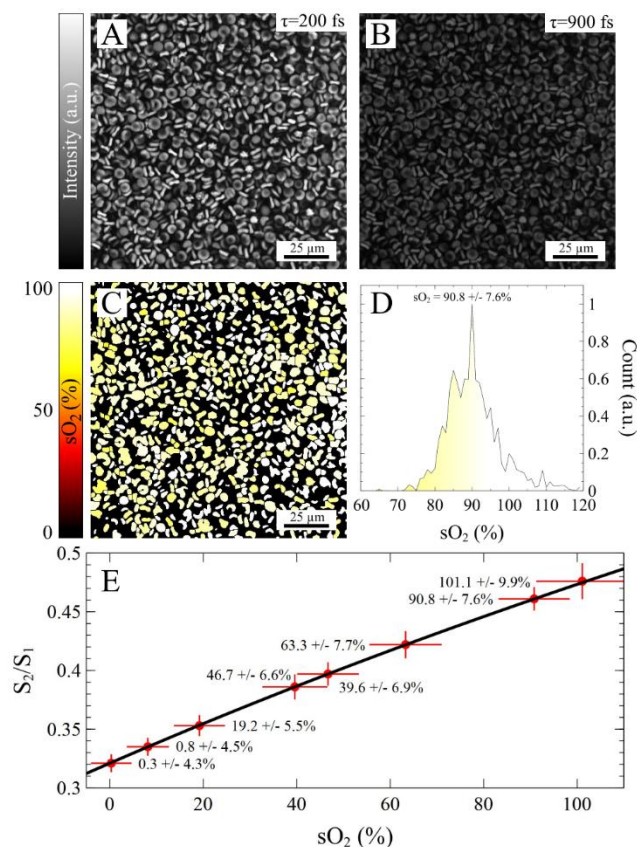 A
τ=200 fs
B
τ=900 fs
Intensity (a.u.)
25 µm
25 µm
C
100
50
0
sO₂ (%)
25 µm
D
sO₂ = 90.8 +/- 7.6%
1
0.8
0.6
0.4
0.2
0
Count (a.u.)
60 70 80 90 100 110 120
sO₂ (%)
E
0.5
0.45
0.4
0.35
0.3
S₂/S₁
101.1 +/- 9.9%
90.8 +/- 7.6%
63.3 +/- 7.7%
46.7 +/- 6.6%
39.6 +/- 6.9%
19.2 +/- 5.5%
0.8 +/- 4.5%
0.3 +/- 4.3%
0 20 40 60 80 100
sO₂ (%)